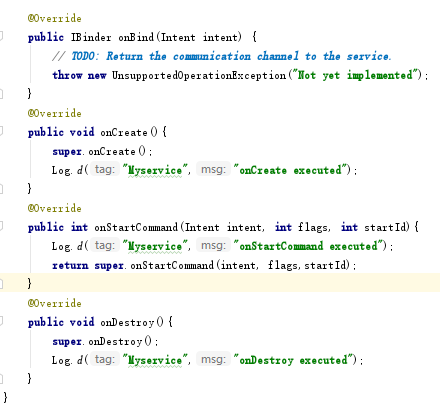 @Override
public IBinder onBind(Intent intent) {
// TODO: Return the communication channel to the service.
throw new UnsupportedOperationException("Not yet implemented");
}
@Override
public void onCreate(){
super.onCreate();
Log.d( tag: "Myservice", msg: "onCreate executed");
}
@Override
public int onStartCommand(Intent intent, int flags, int startId){
Log.d( tag: "Myservice", msg: "onStartCommand executed");
return super.onStartCommand(intent, flags,startId);
}
@Override
public void onDestroy(){
super.onDestroy();
Log.d( tag: "Myservice", msg: "onDestroy executed");
}
}